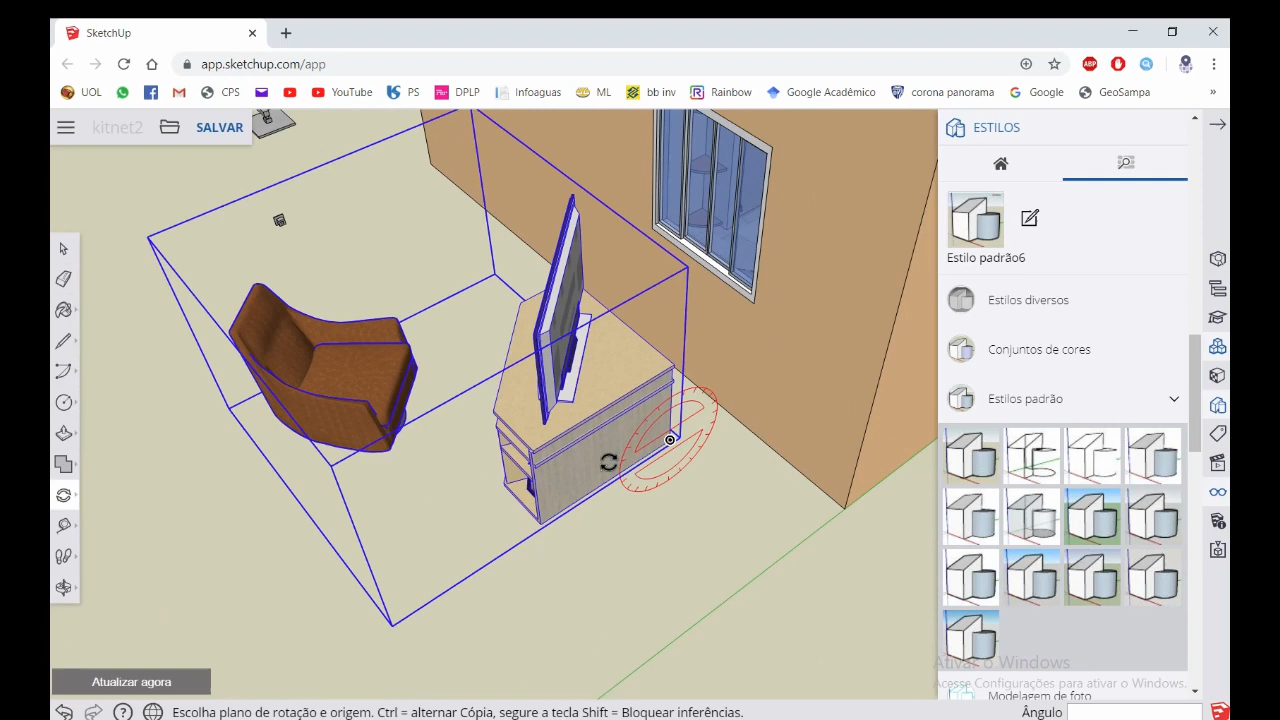 SketchUp
app.sketchup.com/app
ABP
UOL
CPS
YouTube
PS
DPLP
Infoaguas
ML
bb inv
Rainbow
Google Acadêmico
corona panorama
Google
GeoSampa
»
kitnet2
SALVAR
ESTILOS
Estilo padrão6
Estilos diversos
Conjuntos de cores
Estilos padrão
Ativar o Windows
Acesse Configurações para ativar o Windows.
Modelagem de foto
Atualizar agora
Escolha plano de rotação e origem. Ctrl = alternar Cópia, segure a tecla Shift = Bloquear inferências.
Ângulo